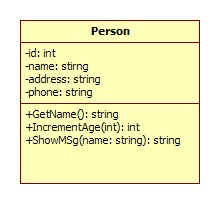 Person
-id: int
-name: stirng
-address: string
-phone: string
+GetName(): string
+IncrementAge(int): int
+ShowMSg(name: string): string